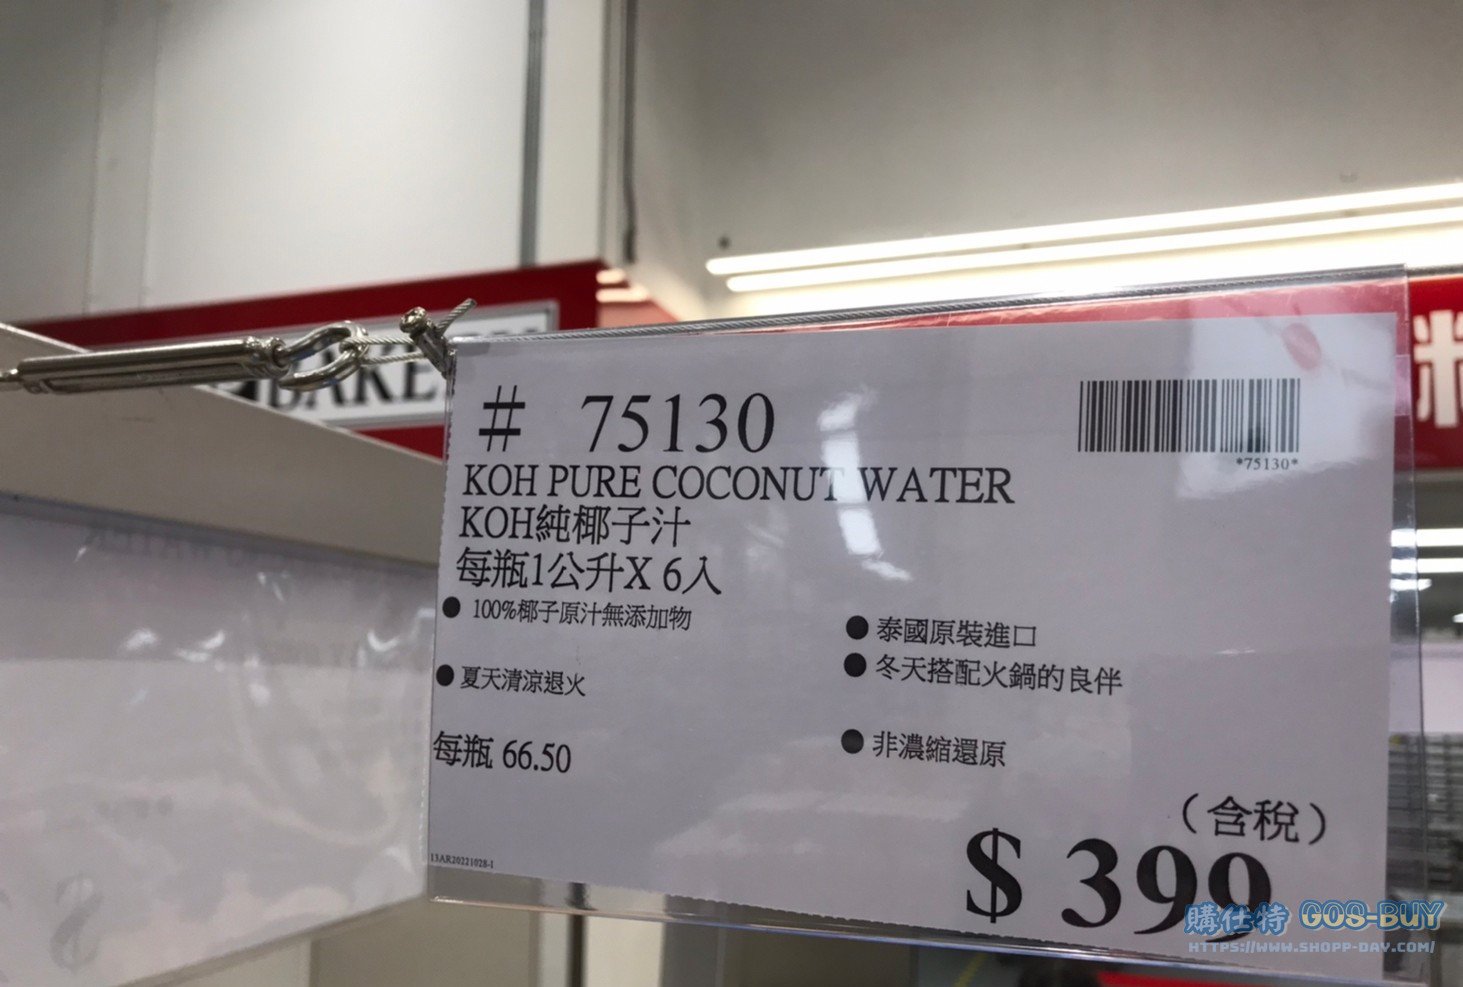 BAKERY
# 75130
*75130*
KOH PURE COCONUT WATER
KOH純椰子汁
每瓶1公升X 6入
100%椰子原汁無添加物
泰國原裝進口
夏天清涼退火
冬天搭配火鍋的良伴
每瓶 66.50
非濃縮還原
(含稅)
$ 399
13AR20221028-1
購仕特 GOS-BUY
HTTPS://WWW.SHOPP-DAY.COM/